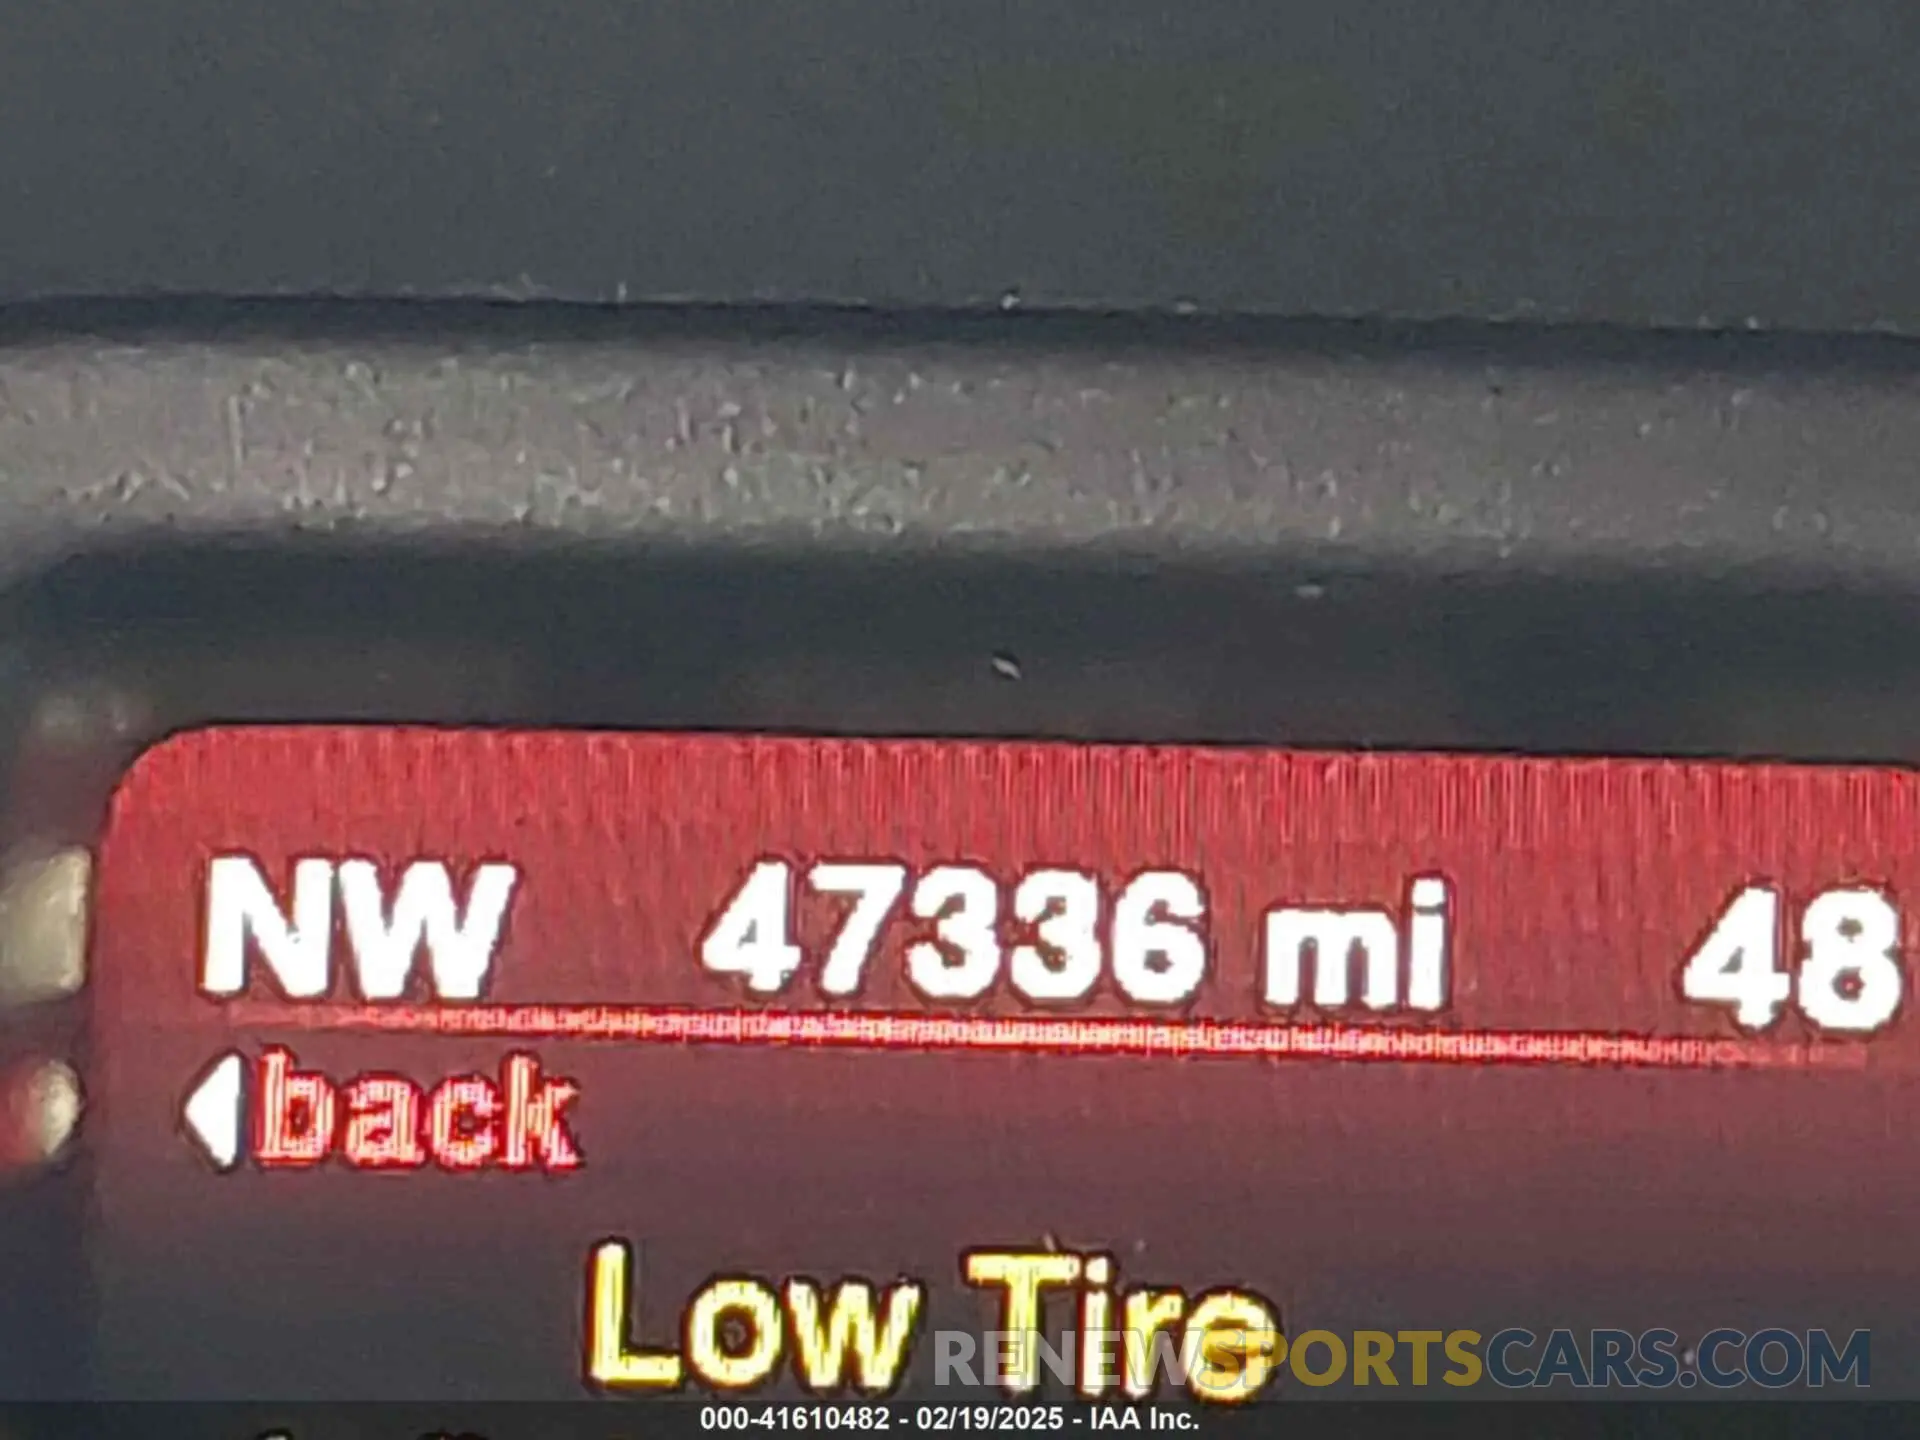 NW 47336 mi 48
back
Low Tire
RENEWSPORTSCARS.COM
000-41610482 - 02/19/2025 - IAA Inc.